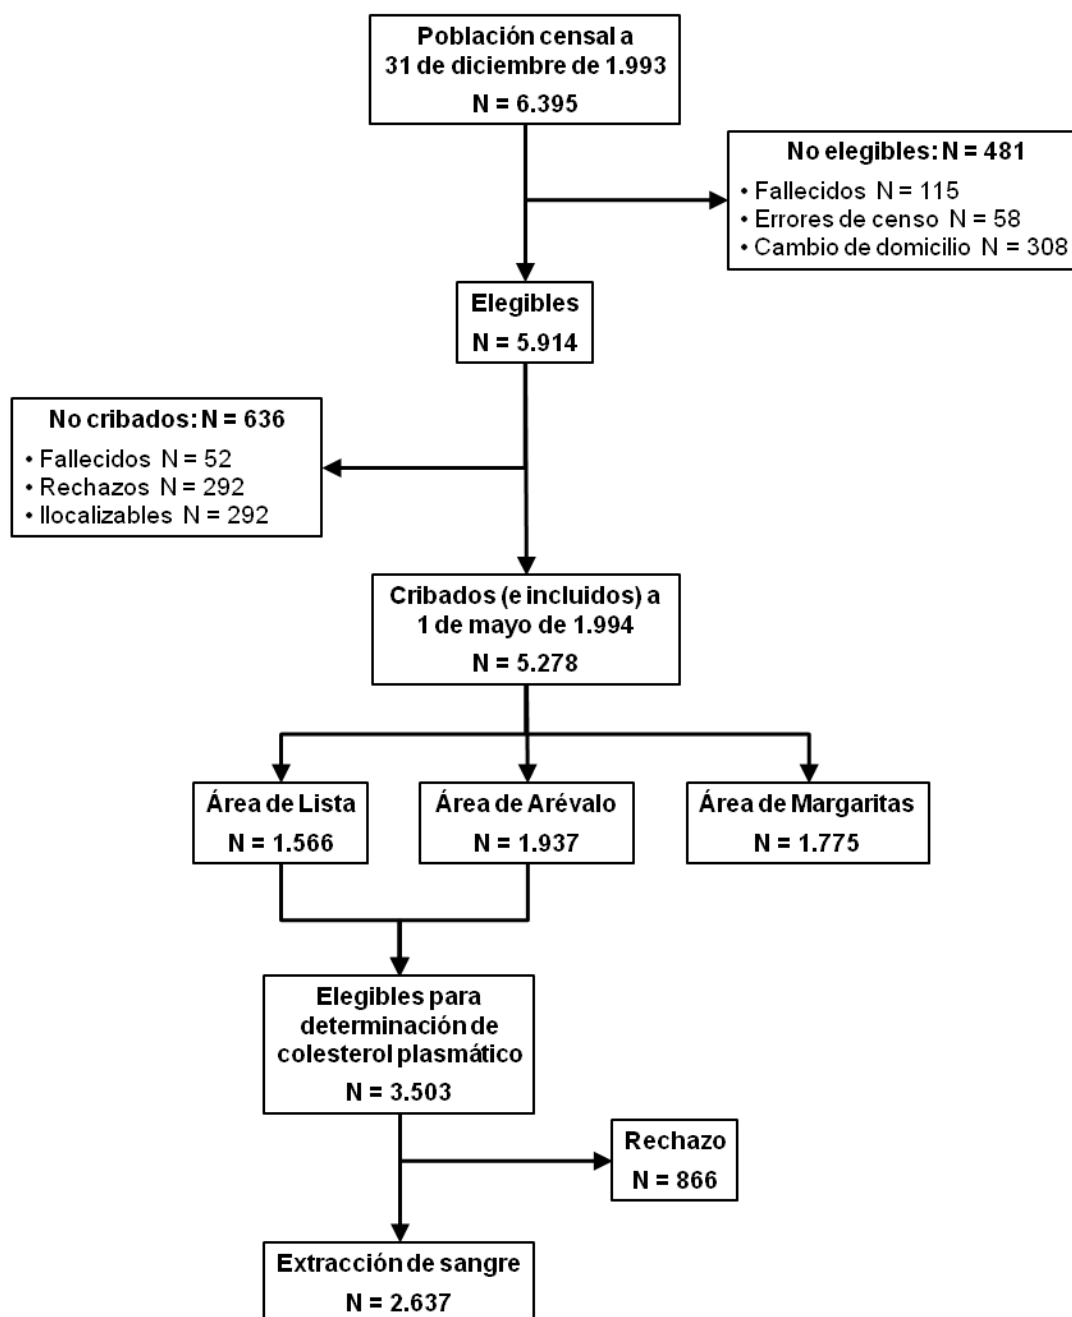 Población censal a
31 de diciembre de 1.993
N = 6.395
No elegibles: N = 481
• Fallecidos N = 115
• Errores de censo N = 58
• Cambio de domicilio N = 308
Elegibles
N = 5.914
No cribados: N = 636
• Fallecidos N = 52
• Rechazos N = 292
• Ilocalizables N = 292
Cribados (e incluidos) a
1 de mayo de 1.994
N = 5.278
Área de Lista
N = 1.566
Área de Arévalo
N = 1.937
Área de Margaritas
N = 1.775
Elegibles para
determinación de
colesterol plasmático
N = 3.503
Rechazo
N = 866
Extracción de sangre
N = 2.637